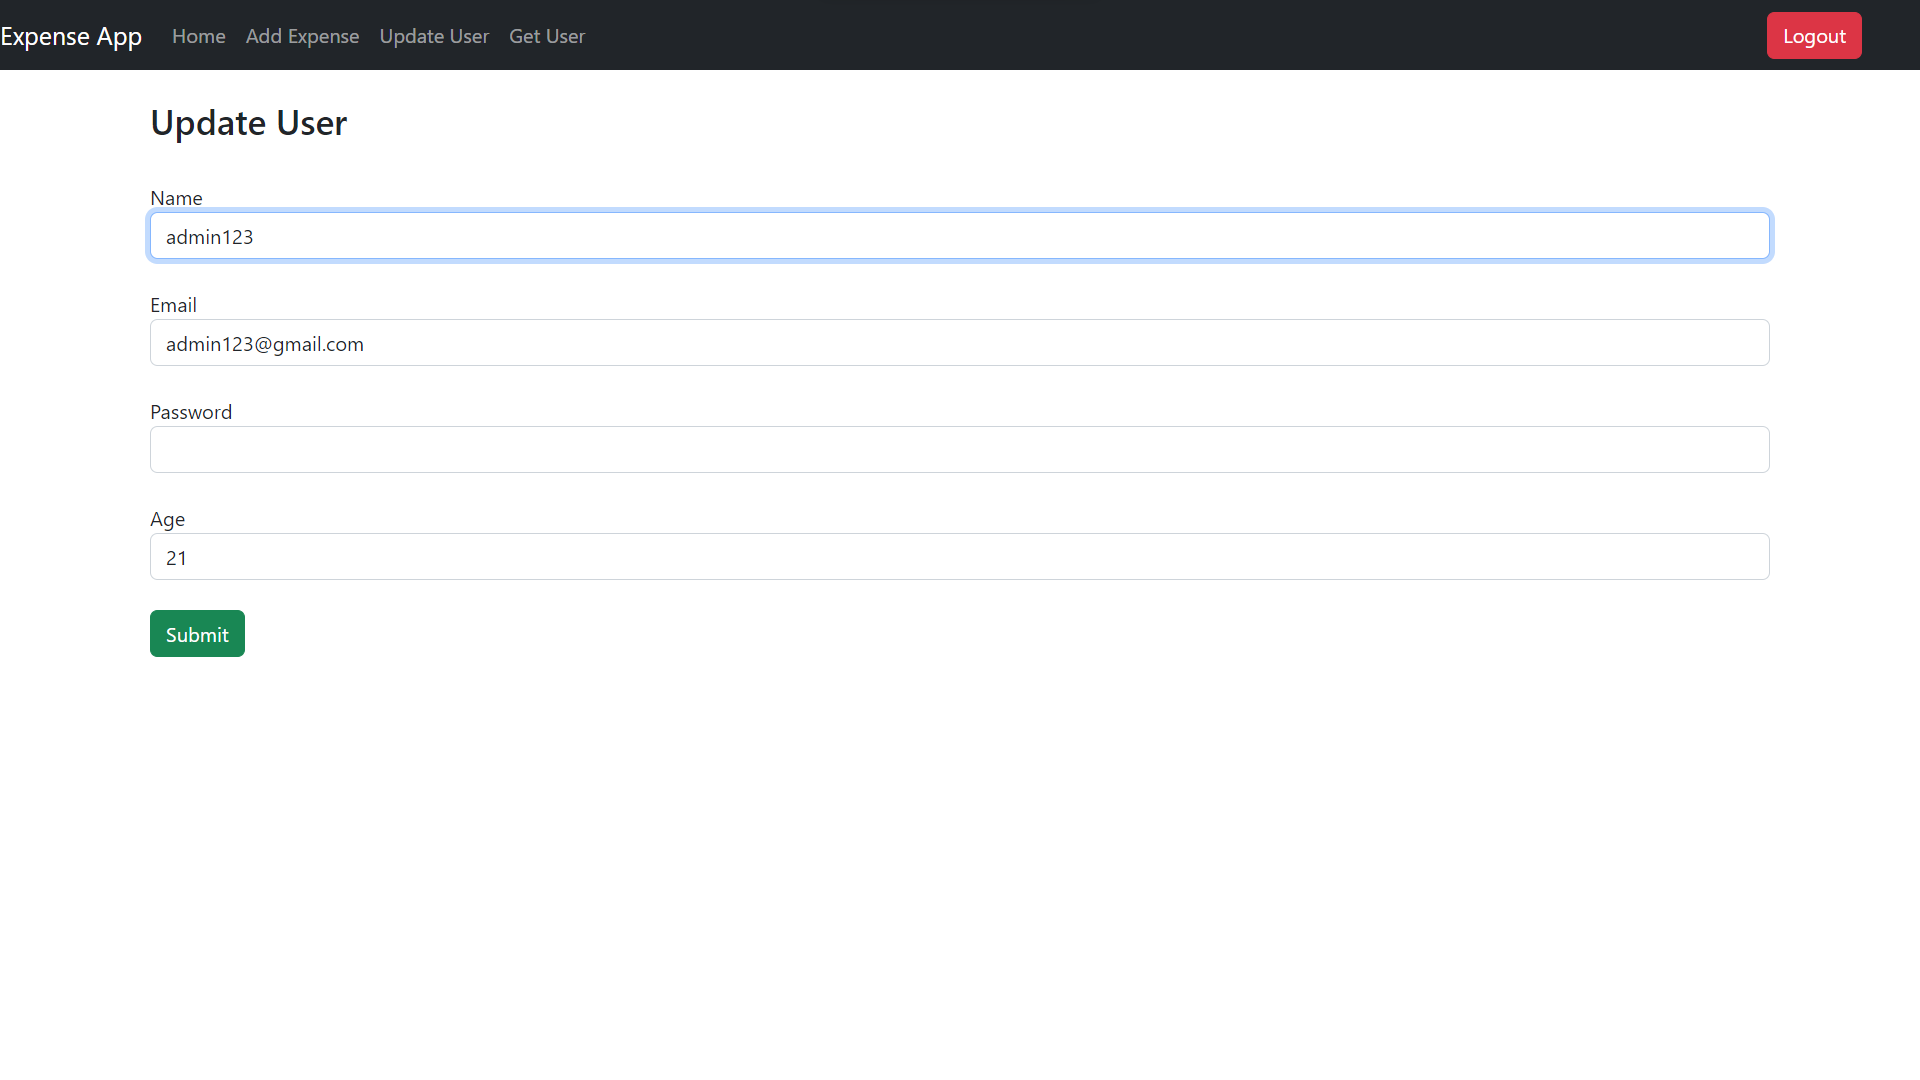 Expense App Home Add Expense Update User Get User Logout
Update User
Name
admin123
Email
admin123@gmail.com
Password
Age
21
Submit